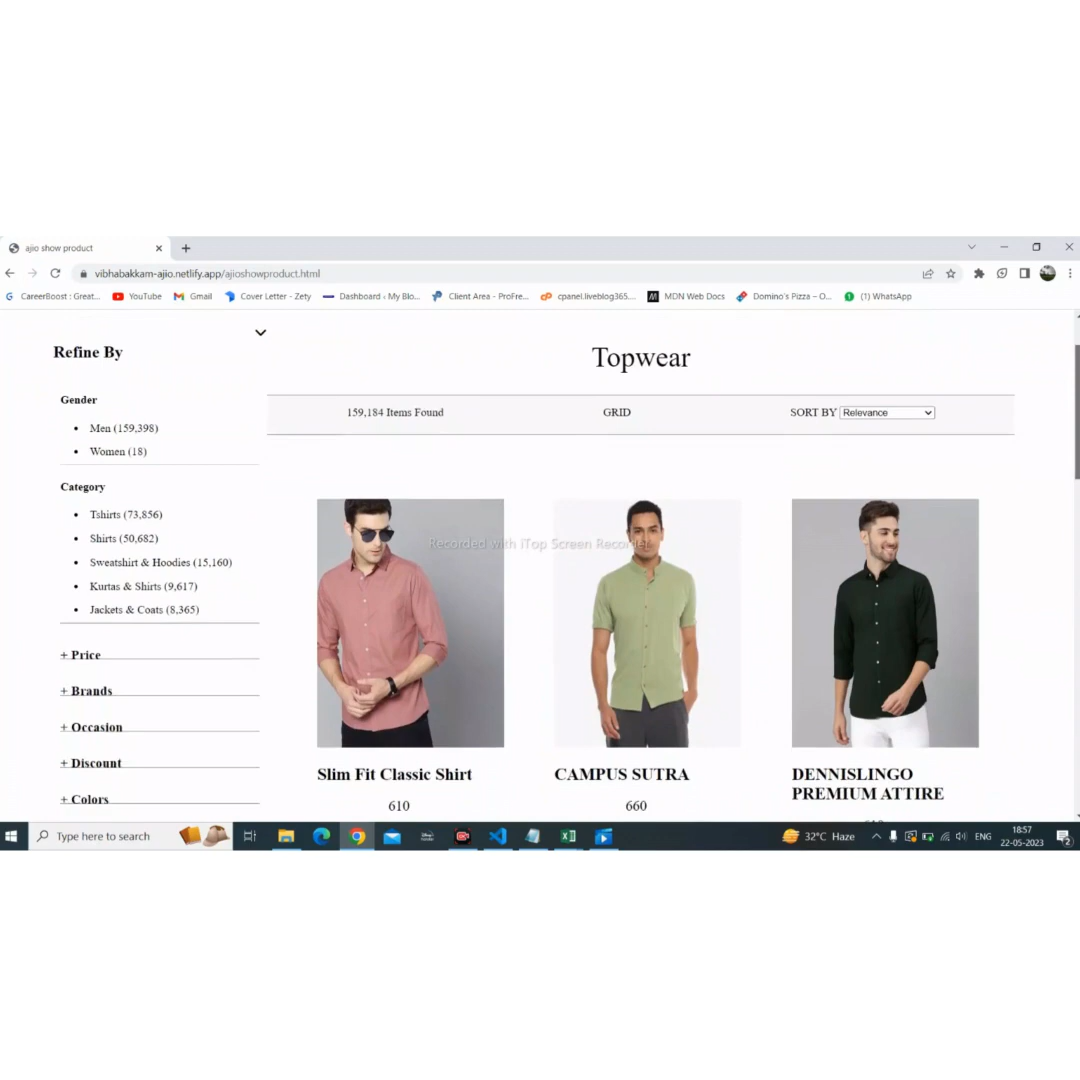 ajio show product
vibhabakkam-ajio.netlify.app/ajioshowproduct.html
CareerBoost : Great...
YouTube
Gmail
Cover Letter - Zety
Dashboard ‹ My Blo...
Client Area - ProFre...
cpanel.liveblog365....
MDN Web Docs
Domino's Pizza – O...
(1) WhatsApp
Refine By
Topwear
Gender
159,184 Items Found
GRID
SORT BY Relevance
Men (159,398)
Women (18)
Category
Tshirts (73,856)
Shirts (50,682)
Sweatshirt & Hoodies (15,160)
Kurtas & Shirts (9,617)
Jackets & Coats (8,365)
+ Price
+ Brands
+ Occasion
+ Discount
+ Colors
Recorded with iTop Screen Recorder
Slim Fit Classic Shirt
610
CAMPUS SUTRA
660
DENNISLINGO
PREMIUM ATTIRE
Type here to search
32°C Haze
ENG
18:57
22-05-2023
2